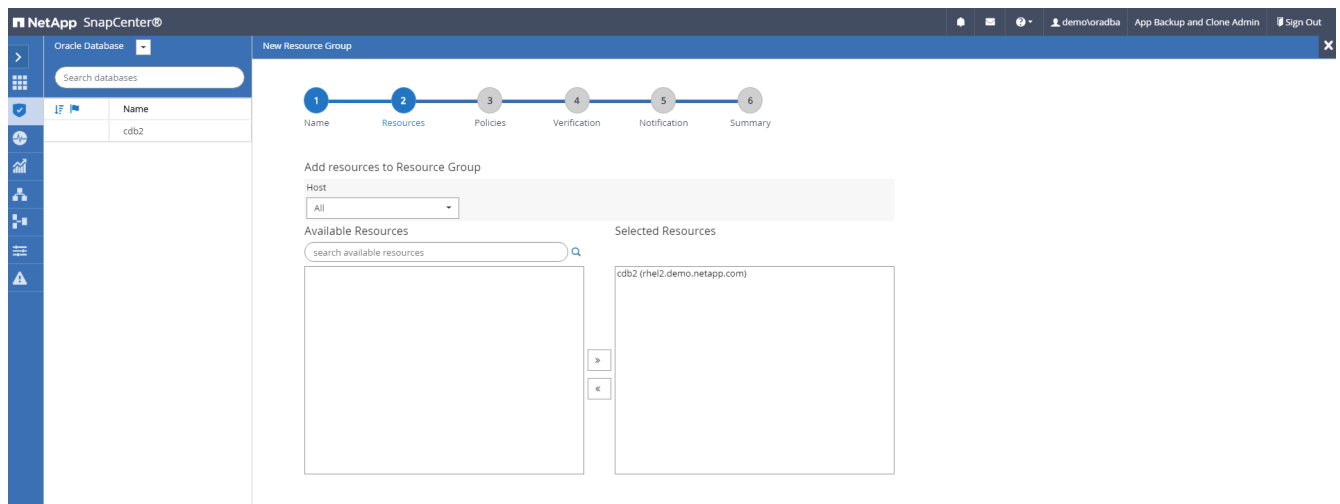 NetApp SnapCenter®
demo\oradba App Backup and Clone Admin Sign Out
Oracle Database
New Resource Group
Search databases
Name
cdb2
1 2 3 4 5 6
Name Resources Policies Verification Notification Summary
Add resources to Resource Group
Host
All
Available Resources Selected Resources
search available resources
cdb2 (rhel2.demo.netapp.com)